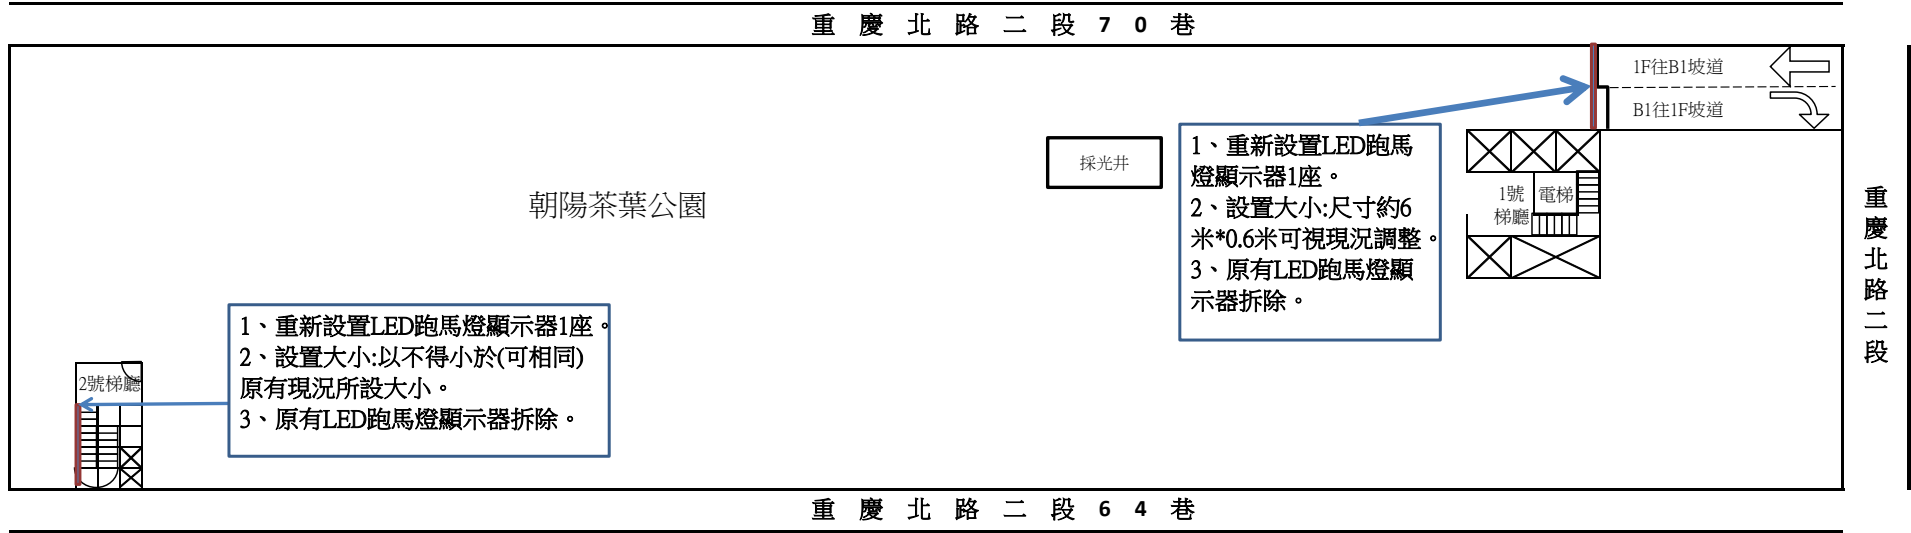 重慶北路二段70巷
1F往B1坡道
B1往1F坡道
採光井
1、重新設置LED跑馬
燈顯示器1座。
2、設置大小:尺寸約6
米*0.6米可視現況調整。
3、原有LED跑馬燈顯
示器拆除。
1號
梯廳
電梯
朝陽茶葉公園
重慶北路二段
1、重新設置LED跑馬燈顯示器1座。
2、設置大小:以不得小於(可相同)
原有現況所設大小。
3、原有LED跑馬燈顯示器拆除。
2號梯廳
重慶北路二段64巷